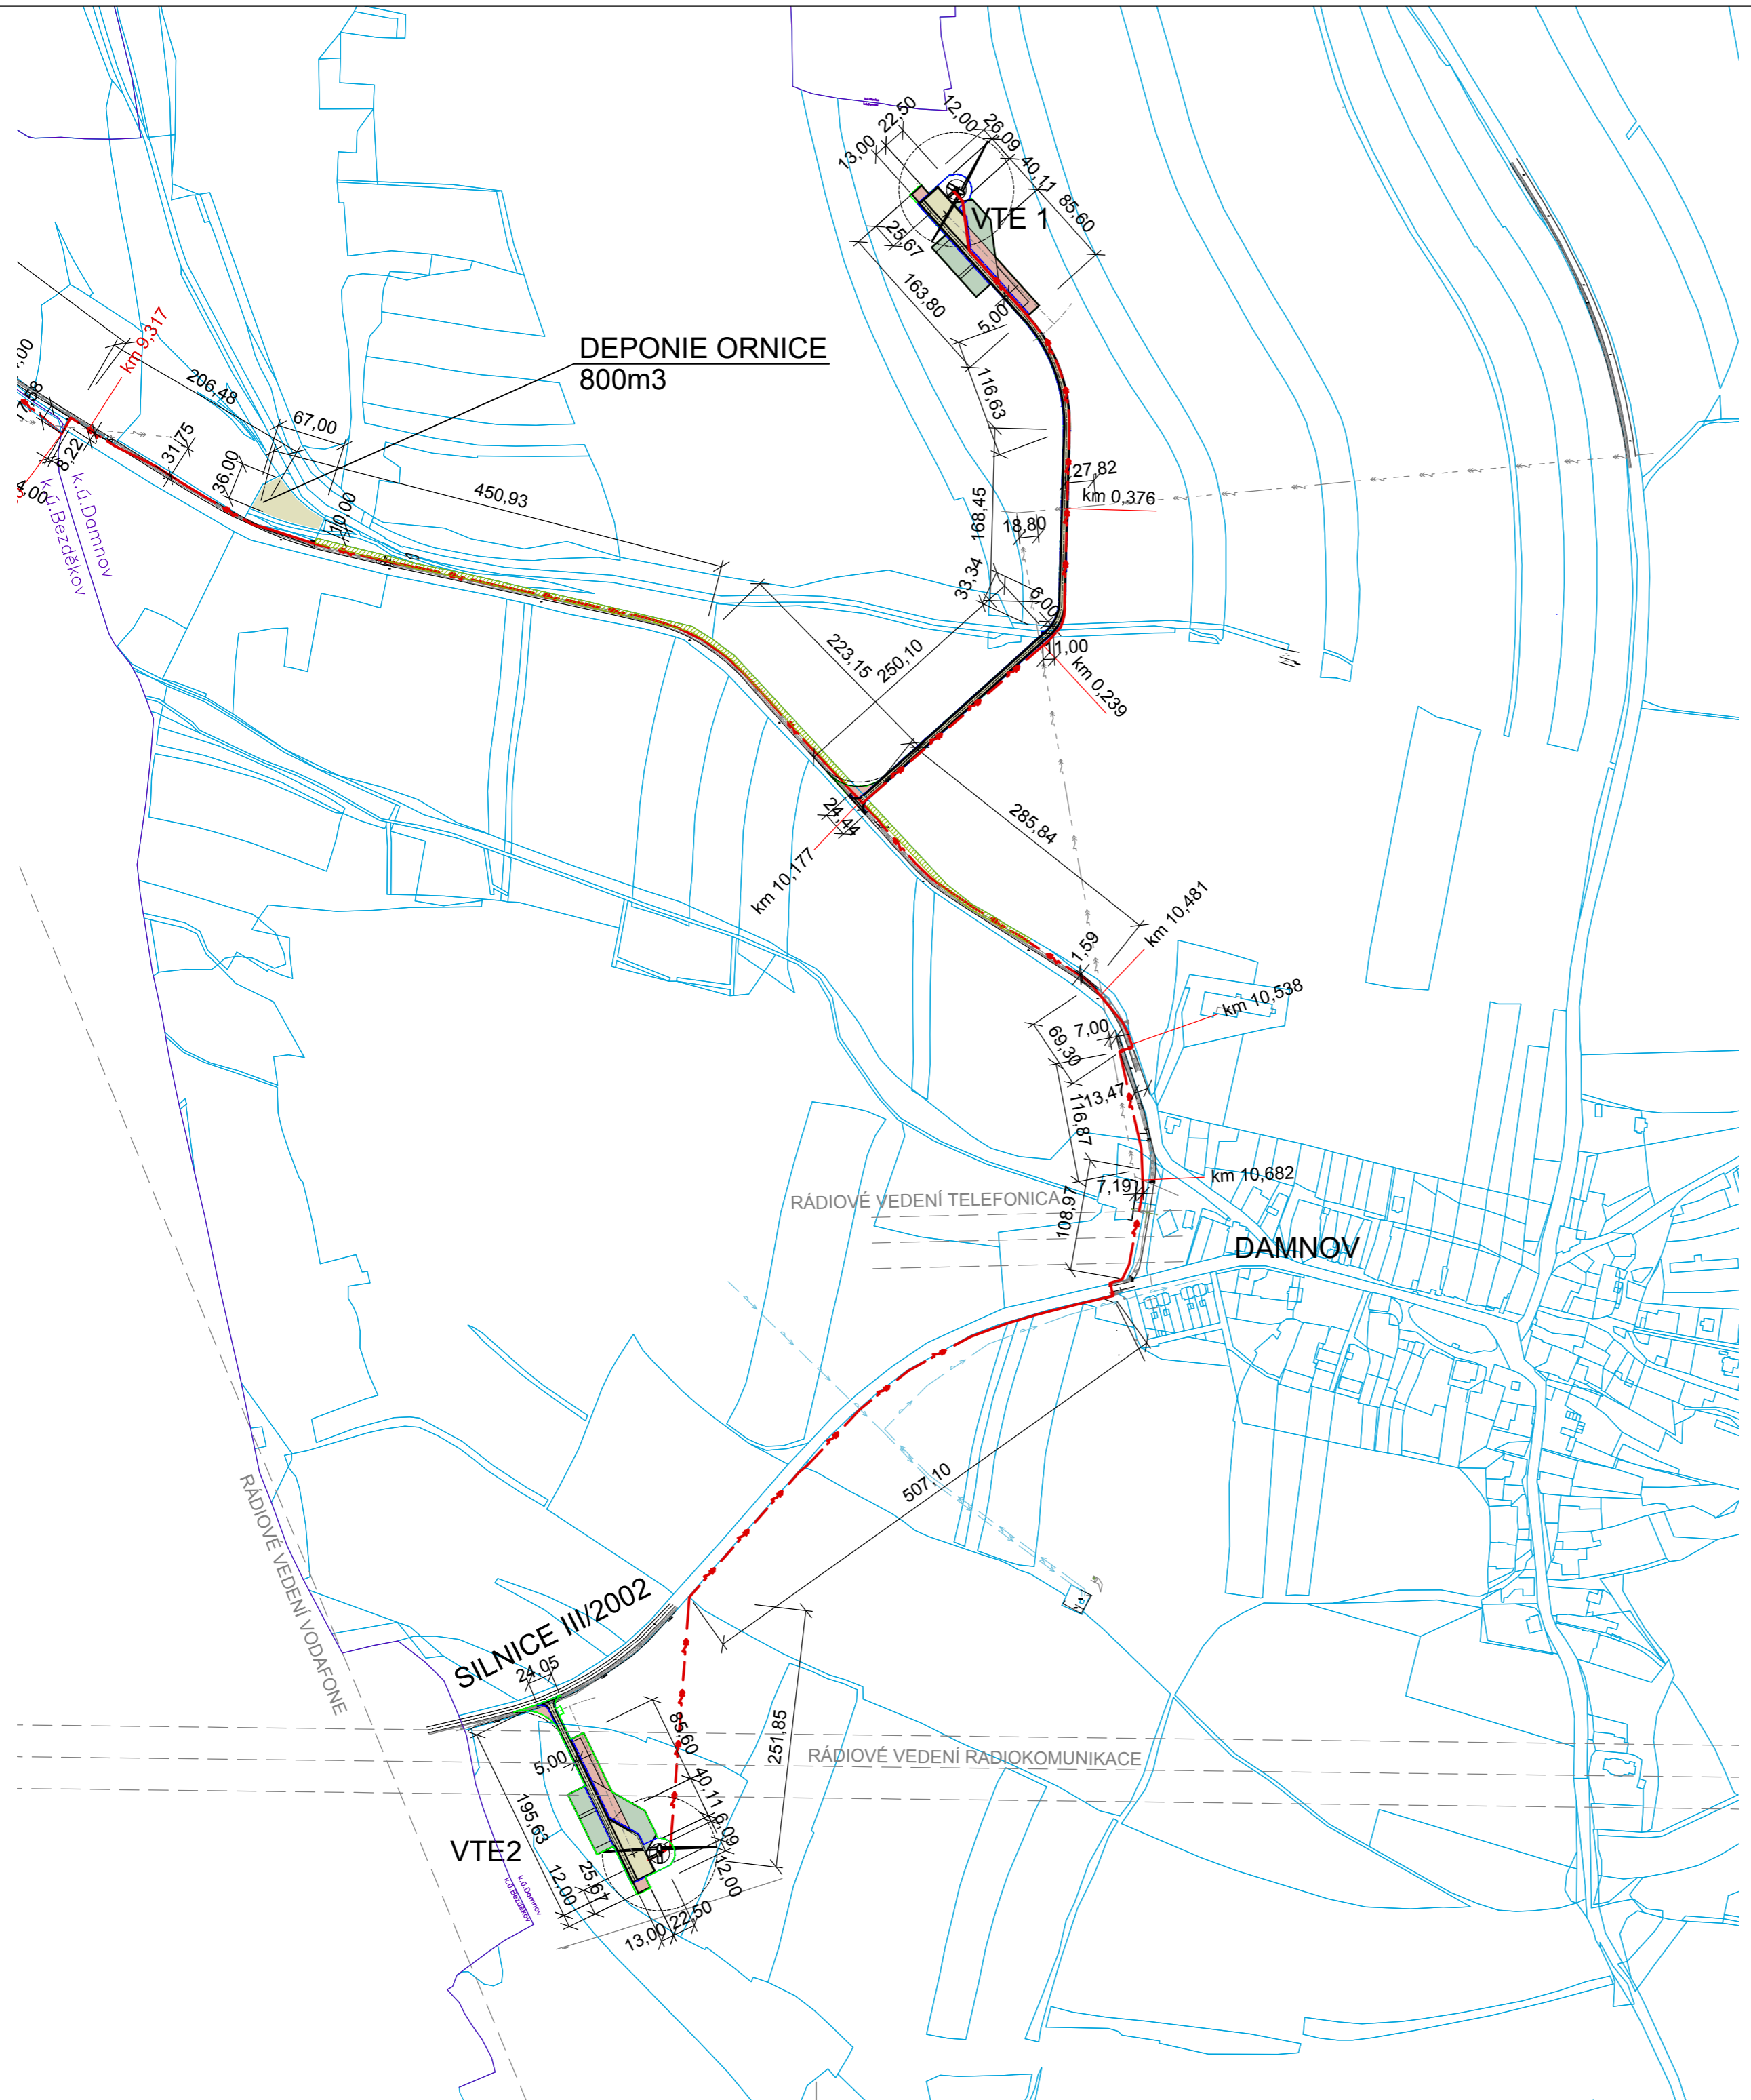 22,50
12,00
26,09
13,00
40,11
VTE 1
85,60
25,67
163,80
5,00
km 9,317
DEPONIE ORNICE
800m3
,00
206,48
116,63
67,00
31,75
8,22
36,00
27,82
km 0,376
450,93
4,00
10,00
168,45
18,80
k.ú.Damnov
k.ú.Bezděkov
33,34
6,00
223,15
250,10
11,00
km 0,239
24,44
285,84
km 10,177
km 10,481
1,59
km 10,538
7,00
69,30
13,47
116,87
km 10,682
7,19
RÁDIOVÉ VEDENÍ TELEFONICA
108,97
DAMNOV
507,10
RÁDIOVÉ VEDENÍ VODAFONE
SILNICE III/2002
24,05
85,60
251,85
RÁDIOVÉ VEDENÍ RADIOKOMUNIKACE
5,00
40,11
6,09
195,63
VTE2
12,00
25,67
12,00
k.ú.Damnov
k.ú.Bezděkov
13,00
22,50